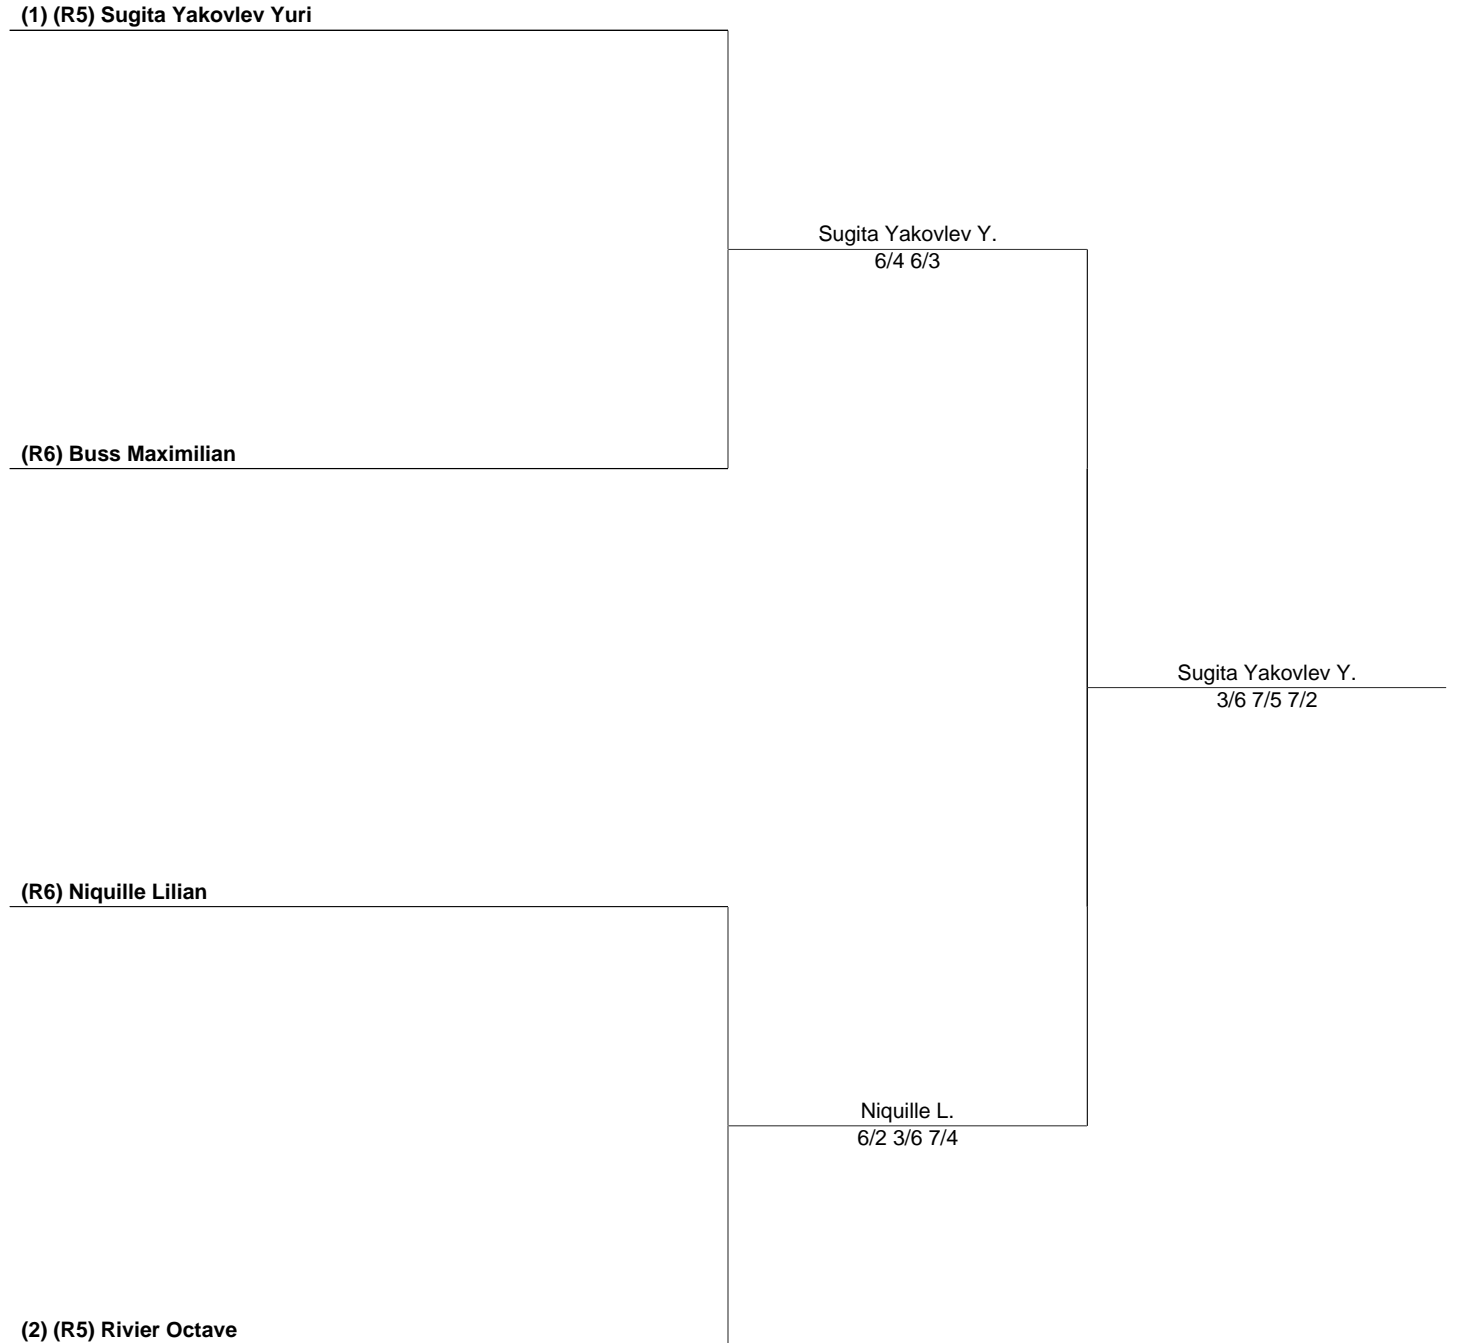 (1) (R5) Sugita Yakovlev Yuri
Sugita Yakovlev Y.
6/4 6/3
(R6) Buss Maximilian
Sugita Yakovlev Y.
3/6 7/5 7/2
(R6) Niquille Lilian
Niquille L.
6/2 3/6 7/4
(2) (R5) Rivier Octave